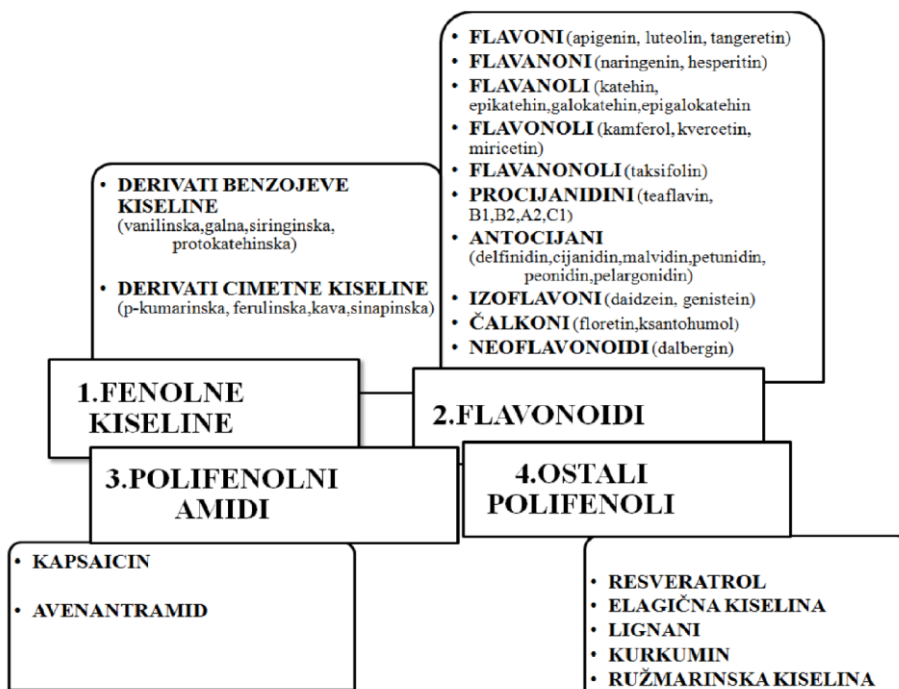 • DERIVATI BENZOJEVE
KISELINE
(vanilinska,galna,siringinska,
protokatehinska)
• DERIVATI CIMETNE KISELINE
(p-kumarinska, ferulinska,kava,sinapinska)
1.FENOLNE
KISELINE
• FLAVONI (apigenin, luteolin, tangeretin)
• FLAVANONI (naringenin, hesperitin)
• FLAVANOLI (katehin,
epikatehin,galokatehin,epigalokatehin
• FLAVONOLI (kamferol, kvercetin,
miricetin)
• FLAVANONOLI (taksifolin)
• PROCIJANIDINI (teaflavin,
B1,B2,A2,C1)
• ANTOCIJANI
(delfinidin,cijanidin,malvidin,petunidin,
peonidin,pelargonidin)
• IZOFLAVONI (daidzein, genistein)
• ČALKONI (floretin,ksantohumol)
• NEOFLAVONOIDI (dalbergin)
2.FLAVONOIDI
3.POLIFENOLNI
AMIDI
• KAPSAICIN
• AVENANTRAMID
4.OSTALI
POLIFENOLI
• RESVERATROL
• ELAGIČNA KISELINA
• LIGNANI
• KURKUMIN
• RUŽMARINSKA KISELINA